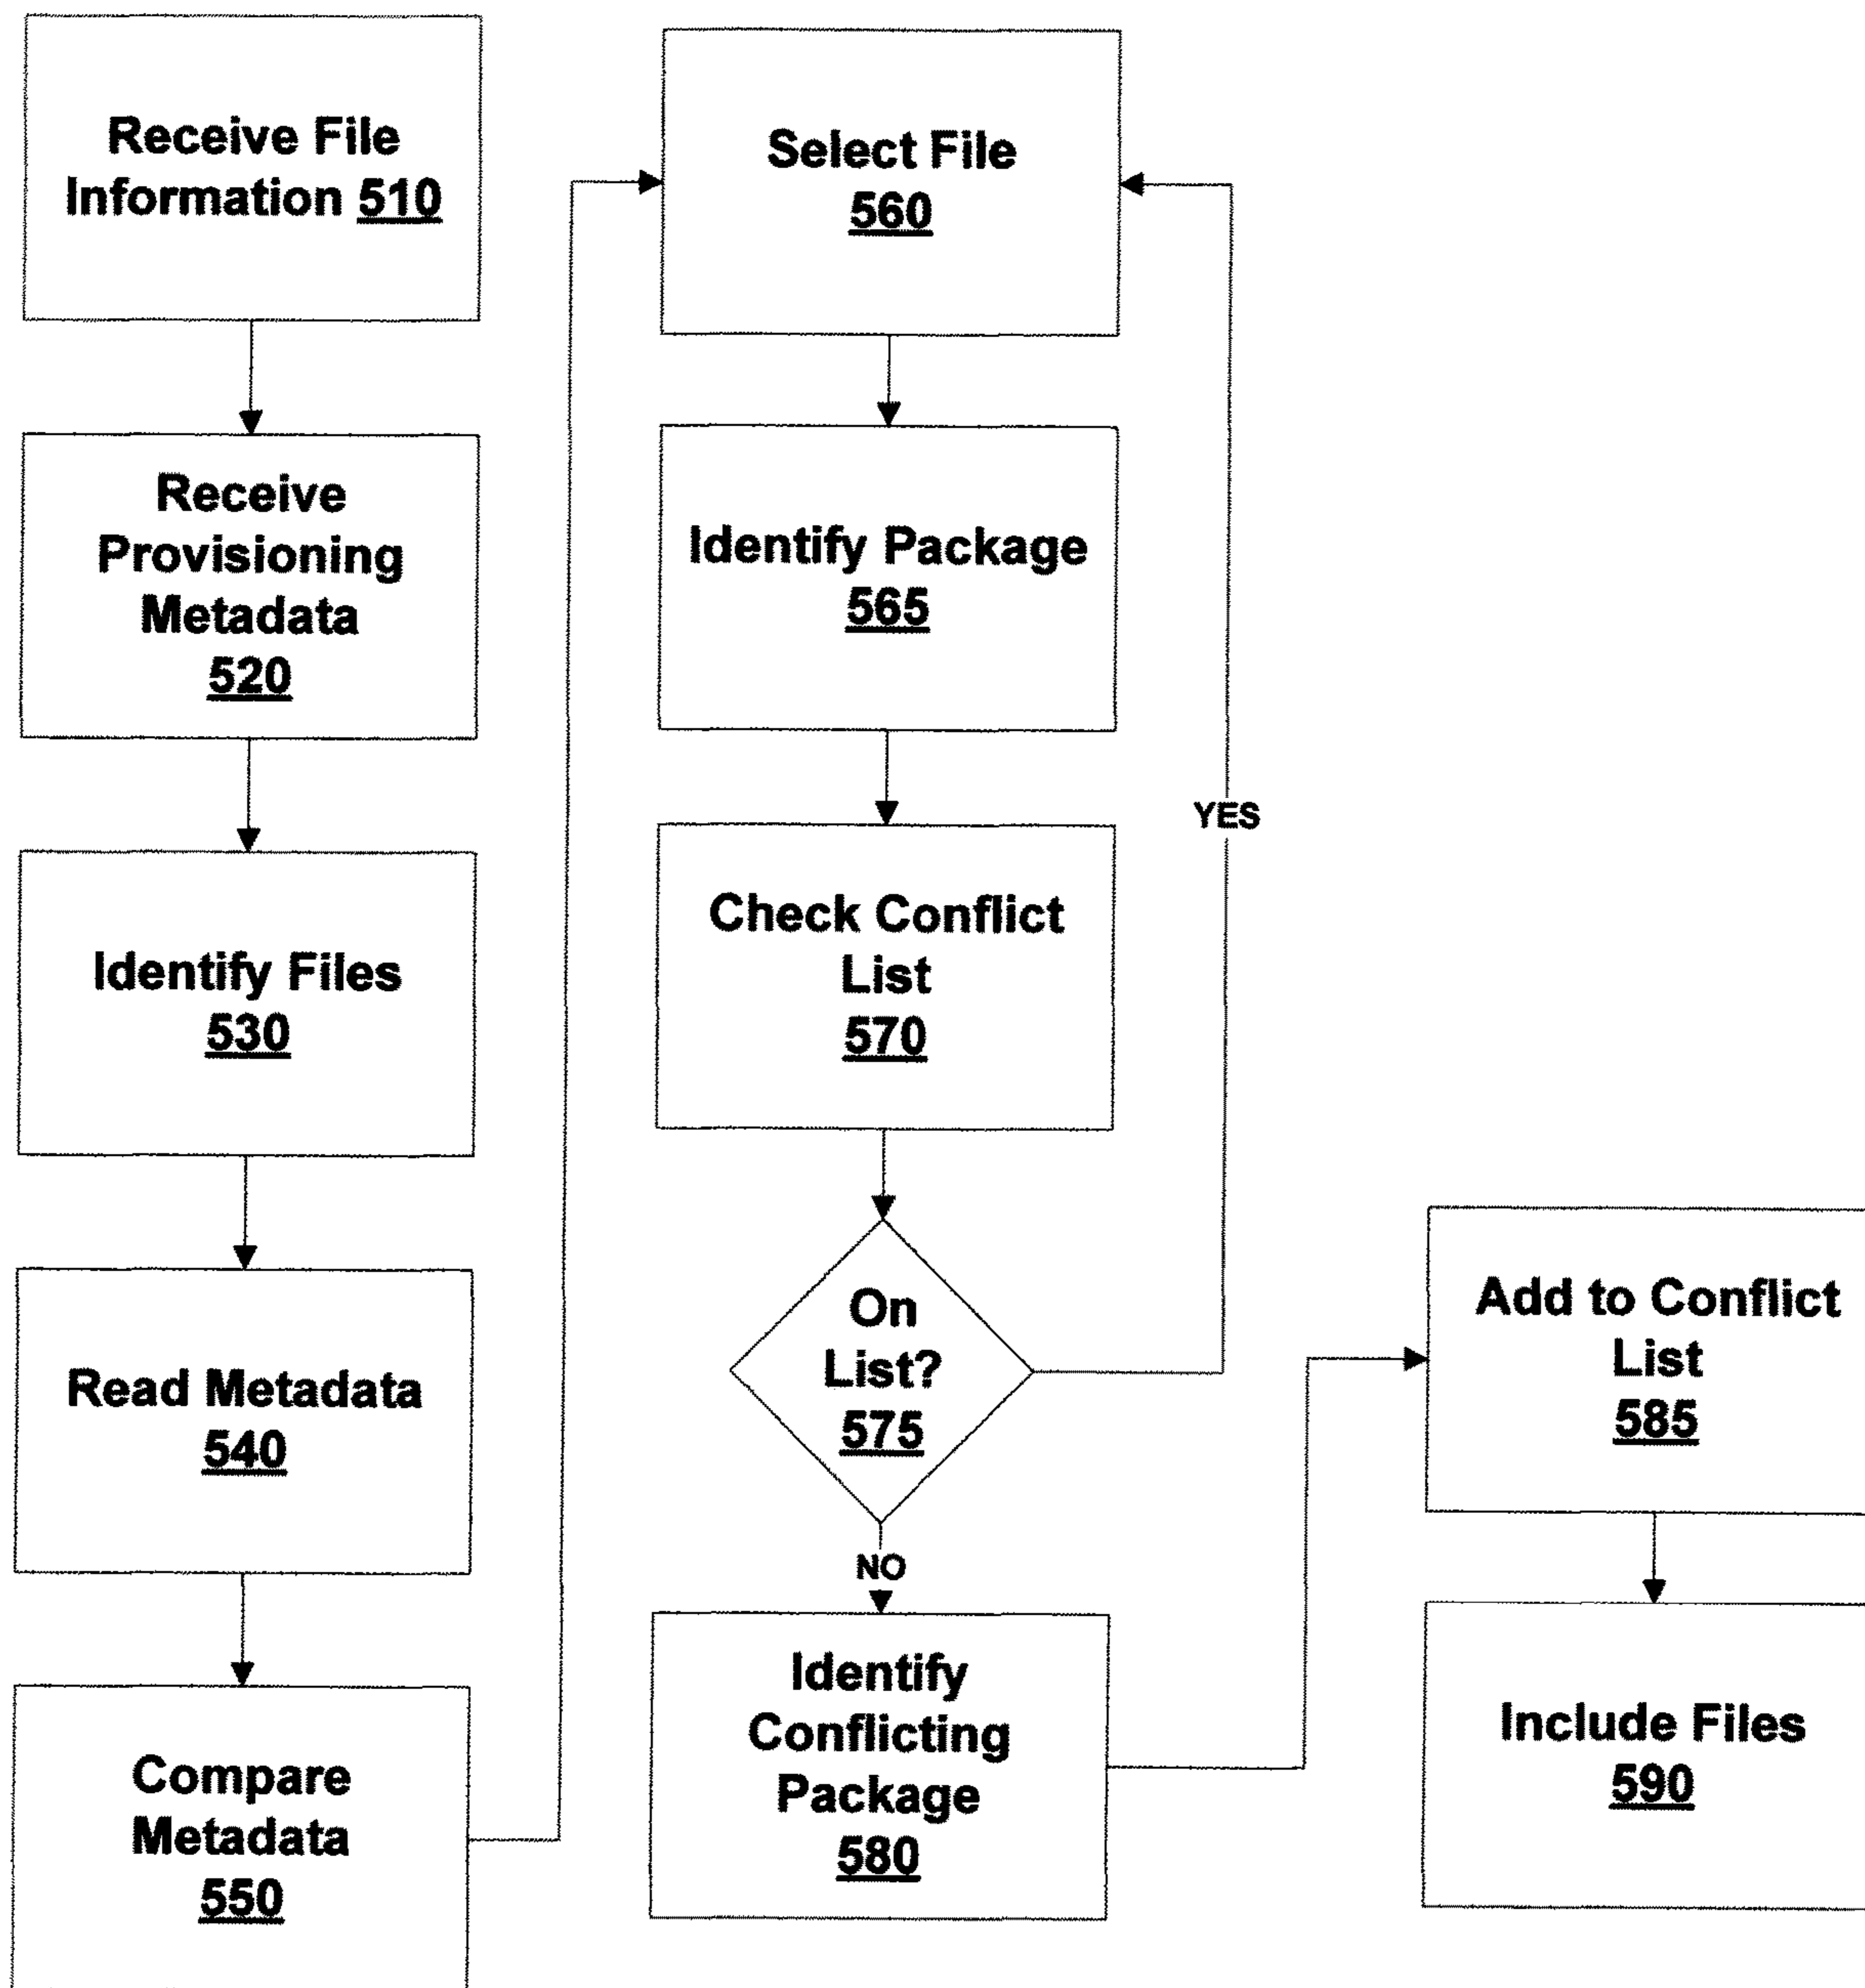 Receive File
Information 510
Receive
Provisioning
Metadata
520
Identify Files
530
Read Metadata
540
Compare
Metadata
550
Select File
560
Identify Package
565
Check Conflict
List
570
On
List?
575
YES
NO
Identify
Conflicting
Package
580
Add to Conflict
List
585
Include Files
590